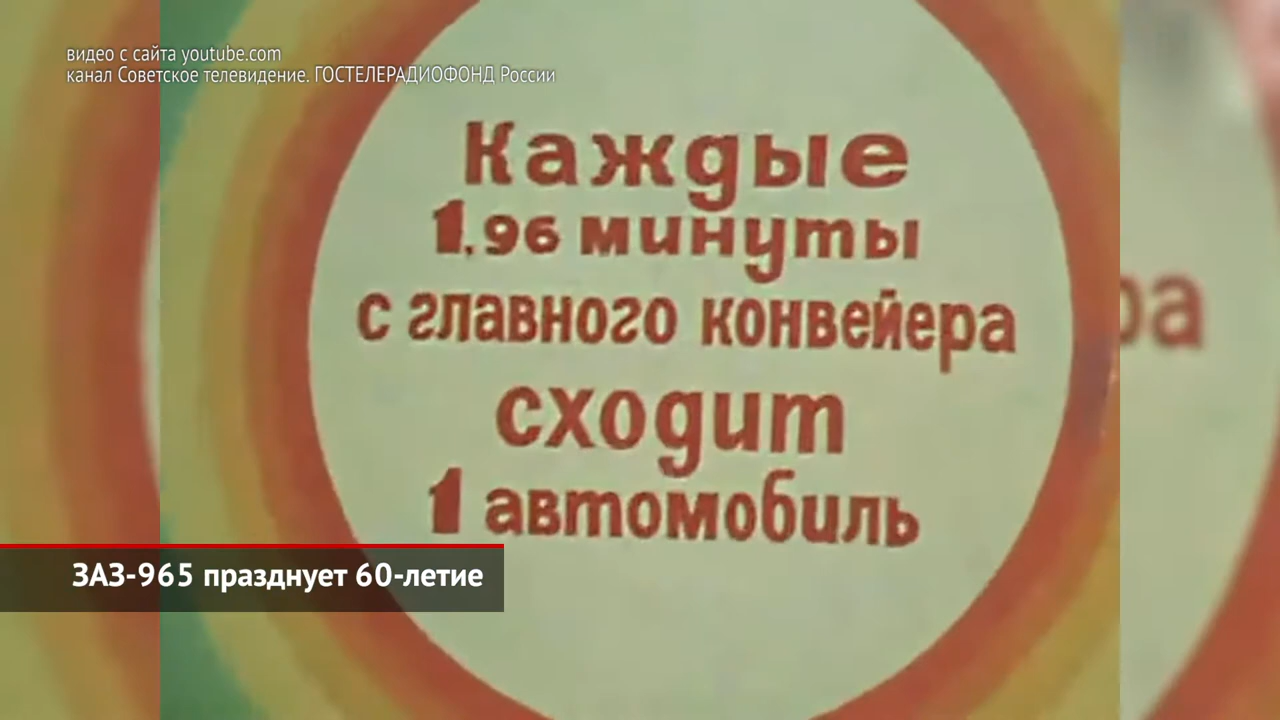 видео с сайта youtube.com
канал Советское телевидение. ГОСТЕЛЕРАДИОФОНД России
Каждые
1,96 минуты
с главного конвейера
сходит
1 автомобиль
ра
ЗАЗ-965 празднует 60-летие